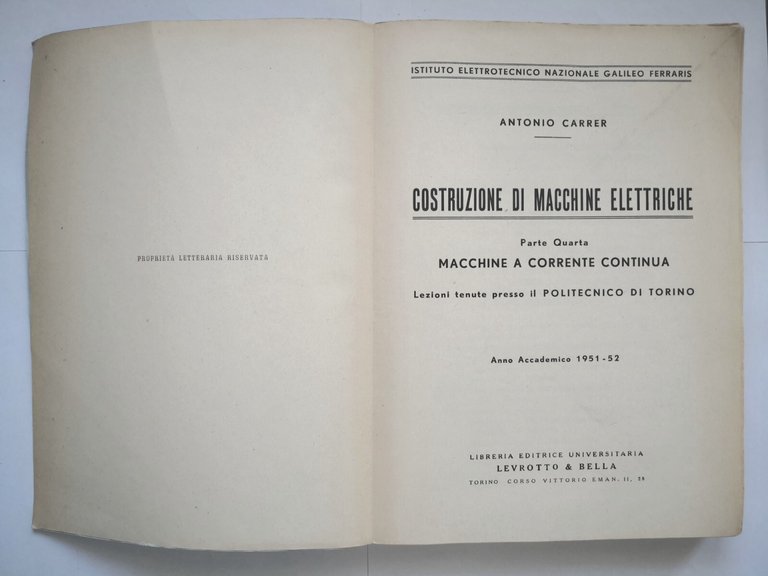 PROPRIETÀ LETTERARIA RISERVATA
ISTITUTO ELETTROTECNICO NAZIONALE GALILEO FERRARIS
ANTONIO CARRER
COSTRUZIONE DI MACCHINE ELETTRICHE
Parte Quarta
MACCHINE A CORRENTE CONTINUA
Lezioni tenute presso il POLITECNICO DI TORINO
Anno Accademico 1951-52
LIBRERIA EDITRICE UNIVERSITARIA
LEVROTTO & BELLA
TORINO CORSO VITTORIO EMAN. II, 28